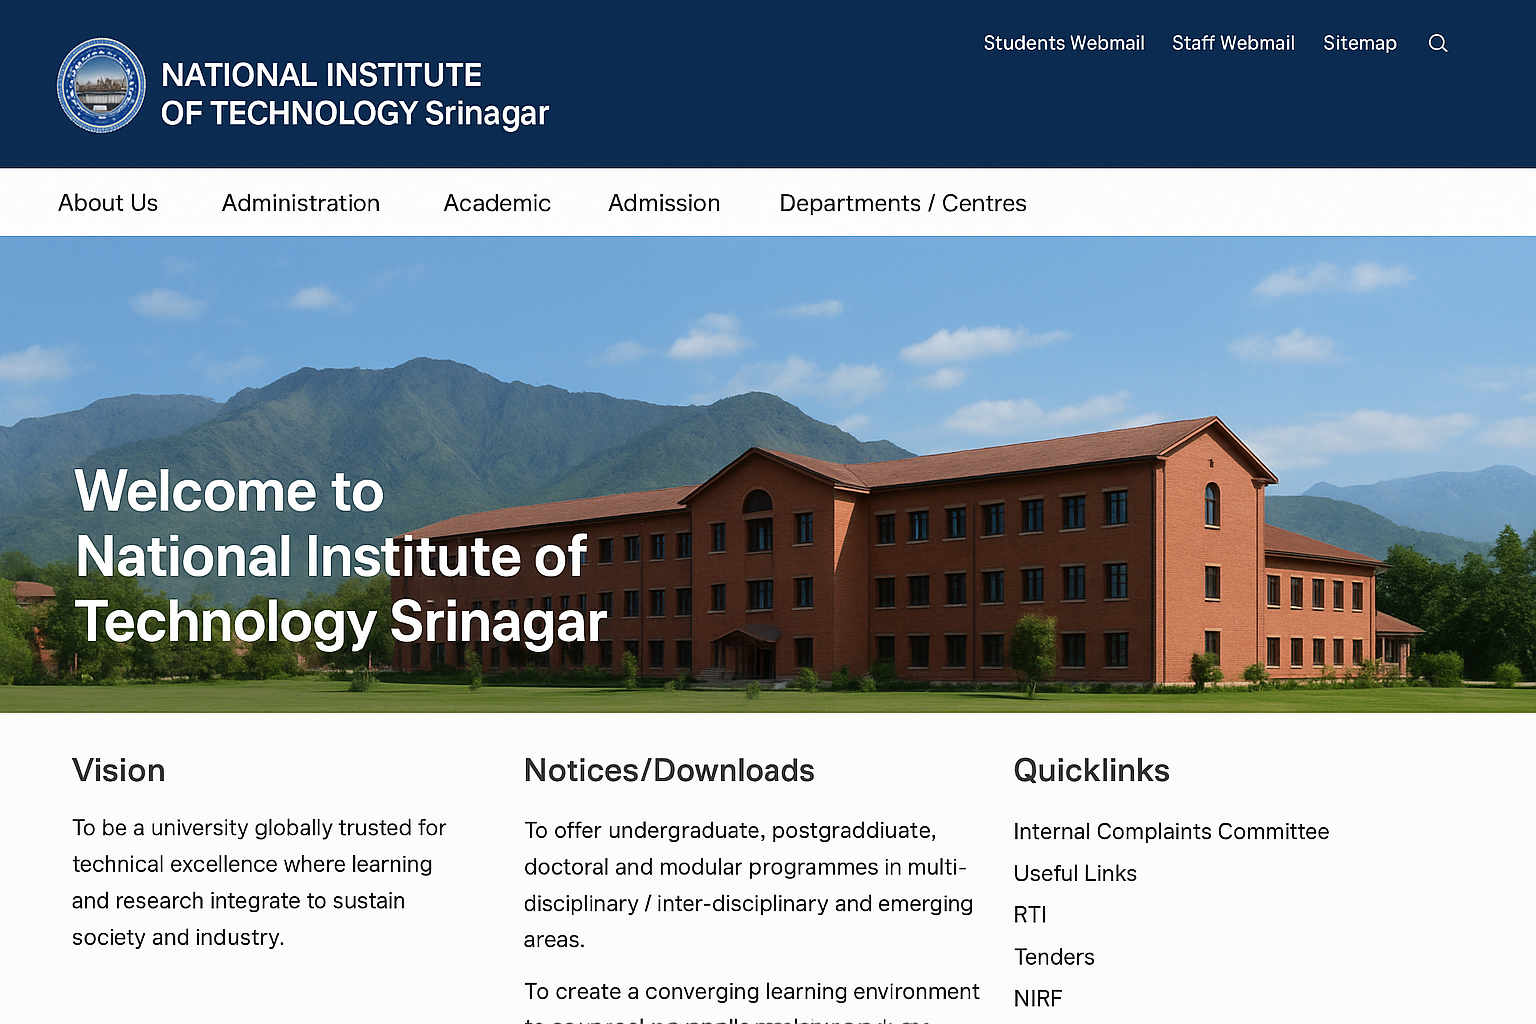 NATIONAL INSTITUTE
OF TECHNOLOGY Srinagar
Students Webmail Staff Webmail Sitemap
About Us Administration Academic Admission Departments / Centres
Welcome to
National Institute of
Technology Srinagar
Vision
To be a university globally trusted for
technical excellence where learning
and research integrate to sustain
society and industry.
Notices/Downloads
To offer undergraduate, postgraddiuate,
doctoral and modular programmes in multi-
disciplinary / inter-disciplinary and emerging
areas.
To create a converging learning environment
Quicklinks
Internal Complaints Committee
Useful Links
RTI
Tenders
NIRF